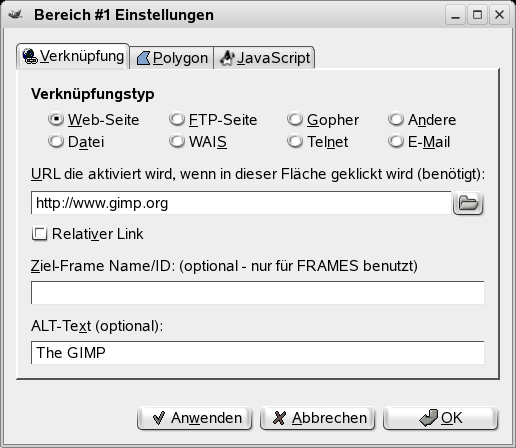 Bereich #1 Einstellungen
Verknüpfung Polygon JavaScript
Verknüpfungstyp
Web-Seite FTP-Seite Gopher Andere
Datei WAIS Telnet E-Mail
URL die aktiviert wird, wenn in dieser Fläche geklickt wird (benötigt):
http://www.gimp.org
Relativer Link
Ziel-Frame Name/ID: (optional - nur für FRAMES benutzt)
ALT-Text (optional):
The GIMP
Anwenden Abbrechen OK